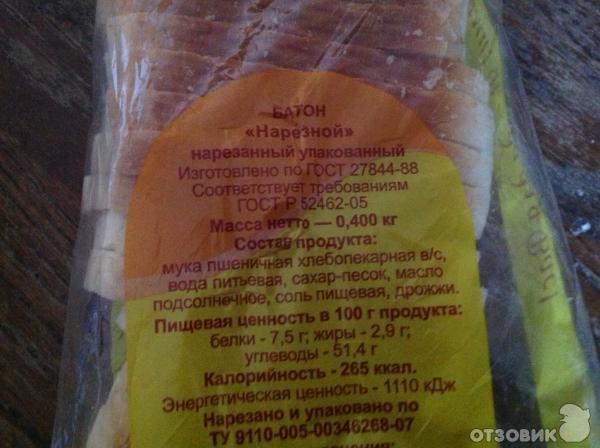 БАТОН
«Нарезной»
нарезанный упакованный
Изготовлено по ГОСТ 27844-88
Соответствует требованиям
ГОСТ Р 52462-05
Масса нетто — 0,400 кг
Состав продукта:
мука пшеничная хлебопекарная в/с,
вода питьевая, сахар-песок, масло
подсолнечное, соль пищевая, дрожжи.
Пищевая ценность в 100 г продукта:
белки - 7,5 г; жиры - 2,9 г;
углеводы - 51,4 г
Калорийность - 265 ккал.
Энергетическая ценность - 1110 кДж
Нарезано и упаковано по
ТУ 9110-005-00346268-07
отзовик